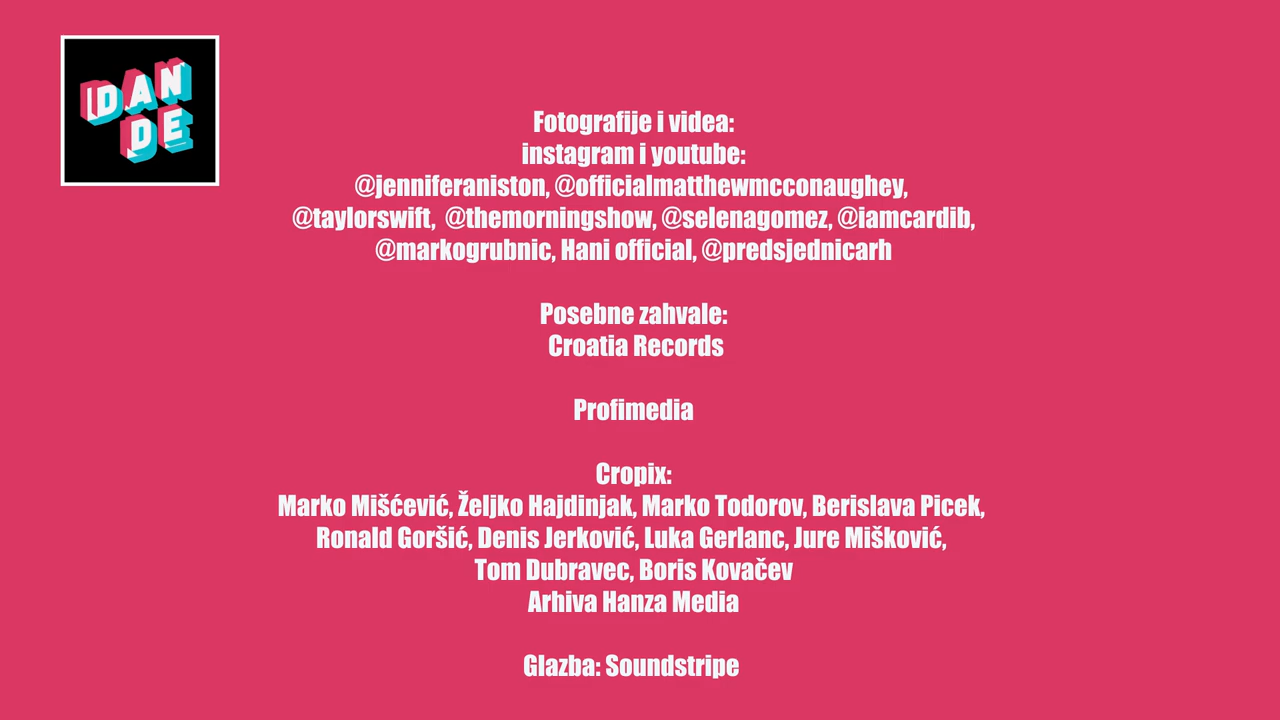 DAN
DE
Fotografije i videa:
instagram i youtube:
@jenniferaniston, @officialmatthewmcconaughey,
@taylorswift, @themorningshow, @selenagomez, @iamcardib,
@markogrubnic, Hani official, @predsjednicarh
Posebne zahvale:
Croatia Records
Profimedia
Cropix:
Marko Mišćević, Željko Hajdinjak, Marko Todorov, Berislava Picek,
Ronald Goršić, Denis Jerković, Luka Gerlanc, Jure Mišković,
Tom Dubravec, Boris Kovačev
Arhiva Hanza Media
Glazba: Soundstripe